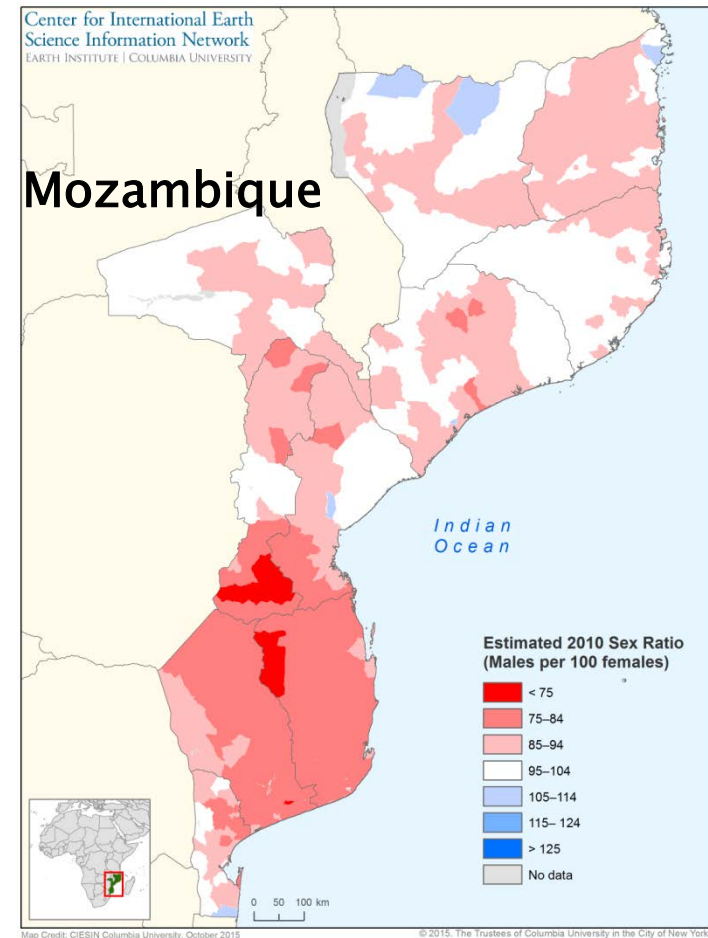 Center for International Earth
Science Information Network
EARTH INSTITUTE | COLUMBIA UNIVERSITY
Mozambique
Indian
Ocean
Estimated 2010 Sex Ratio
(Males per 100 females)
< 75
75–84
85–94
95–104
105–114
115– 124
> 125
No data
0 50 100 km
Map Credit: CIESIN Columbia University, October 2015
© 2015. The Trustees of Columbia University in the City of New York